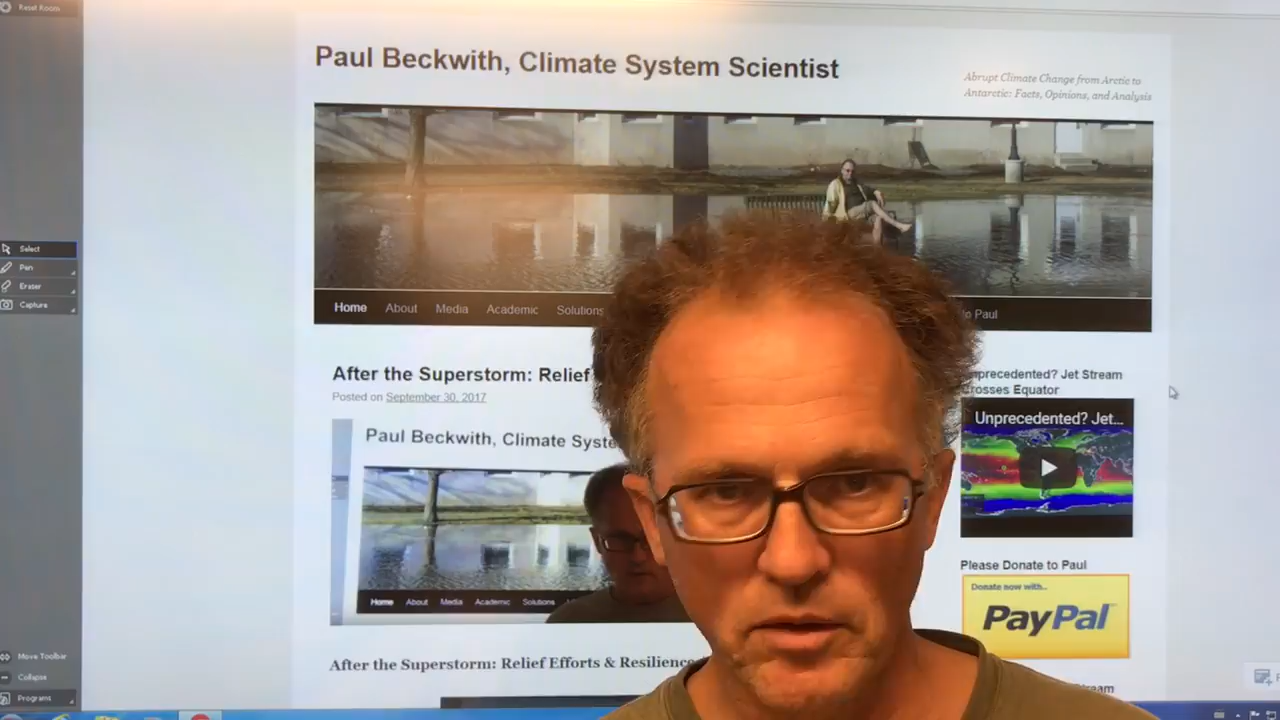 Reset Room
Paul Beckwith, Climate System Scientist
Abrupt Climate Change from Arctic to
Antarctic: Facts, Opinions, and Analysis
Select
Pen
Eraser
Capture
Home About Media Academic Solutions
Paul
After the Superstorm: Relief
Posted on September 30, 2017
Paul Beckwith, Climate Syste
Home About Media Academic Solutions
After the Superstorm: Relief Efforts & Resilience
nprecedented? Jet Stream
Crosses Equator
Unprecedented? Jet...
Please Donate to Paul
Donate now with..
PayPal
Move Toolbar
Collapse
Programs